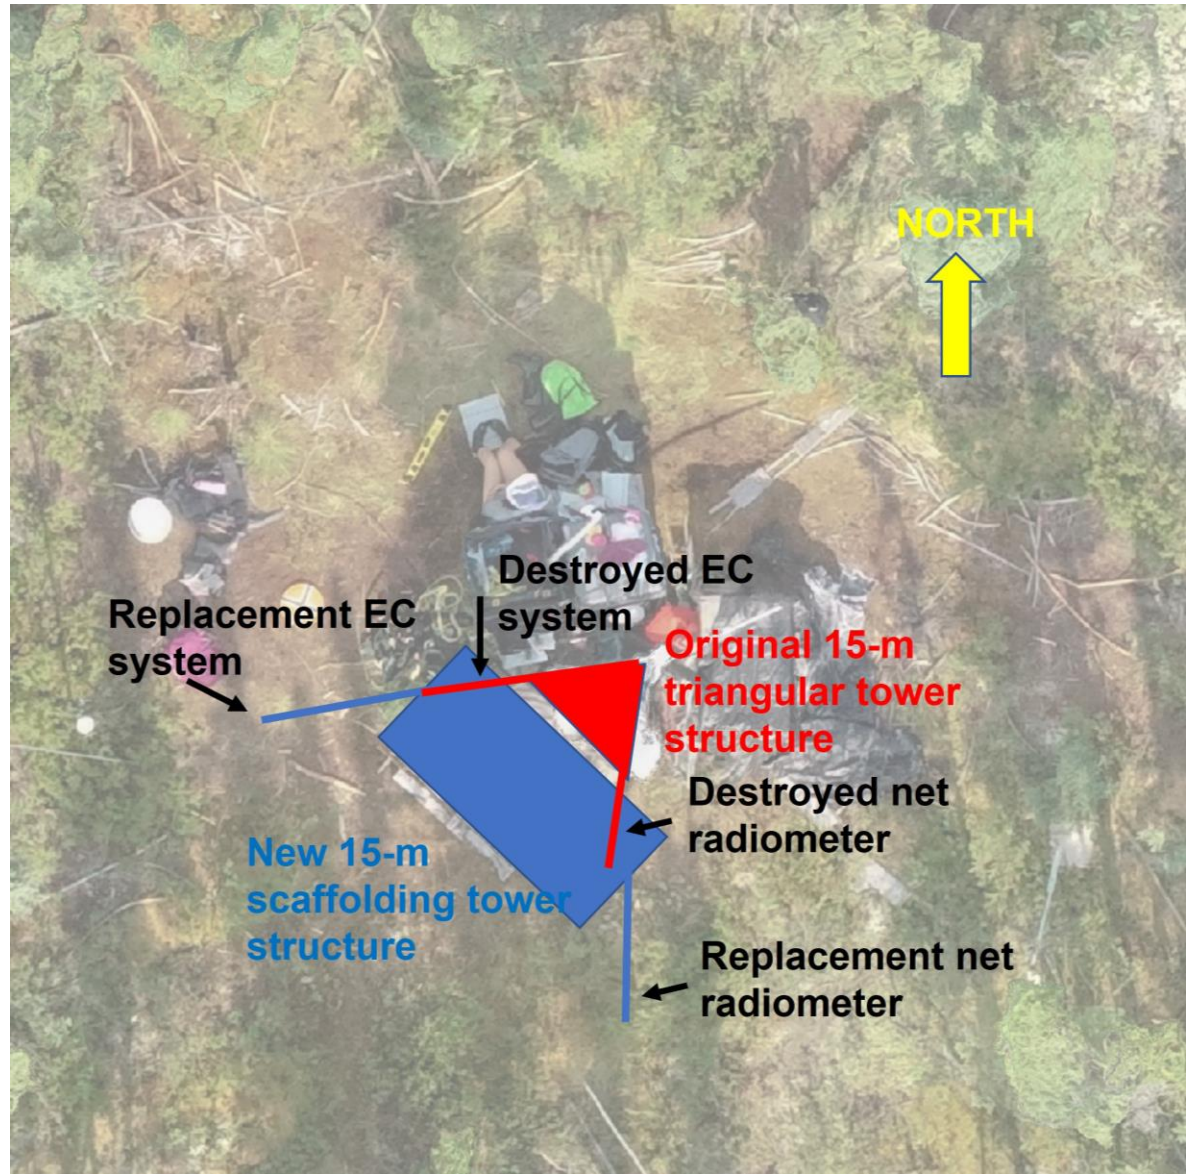 NORTH
Destroyed EC
system
Replacement EC
system
Original 15-m
triangular tower
structure
Destroyed net
radiometer
New 15-m
scaffolding tower
structure
Replacement net
radiometer